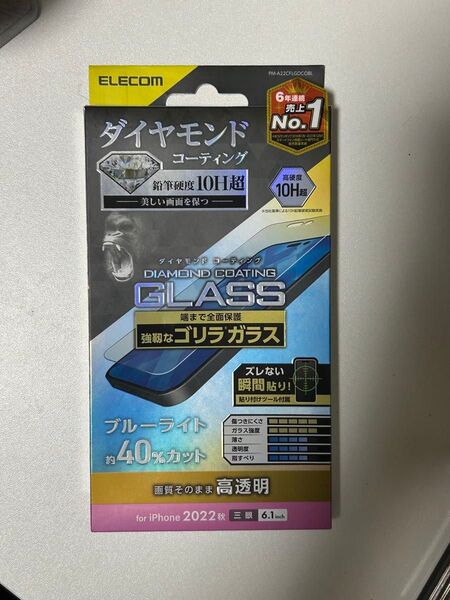 PM-A22CFLGDCOBL
ELECOM
6年連続
売上
No.1
ダイヤモンド
コーティング
鉛筆硬度10H超
美しい画面を保つ
高硬度
10H超
ダイヤモンド コーティング
DIAMOND COATING
GLASS
端まで全面保護
強靭なゴリラガラス
ズレない
瞬間貼り!
貼り付けツール付属
ブルーライト
約40%カット
傷つきにくさ
ガラス強度
薄さ
透明度
指すべり
画質そのまま 高透明
for iPhone 2022秋 三眼 6.1inch